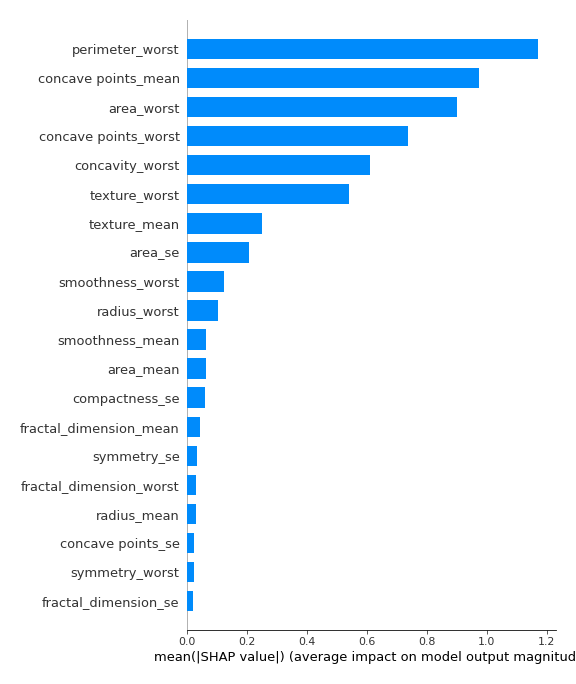 perimeter_worst
concave points_mean
area_worst
concave points_worst
concavity_worst
texture_worst
texture_mean
area_se
smoothness_worst
radius_worst
smoothness_mean
area_mean
compactness_se
fractal_dimension_mean
symmetry_se
fractal_dimension_worst
radius_mean
concave points_se
symmetry_worst
fractal_dimension_se
0.0 0.2 0.4 0.6 0.8 1.0 1.2
mean(|SHAP value|) (average impact on model output magnitud